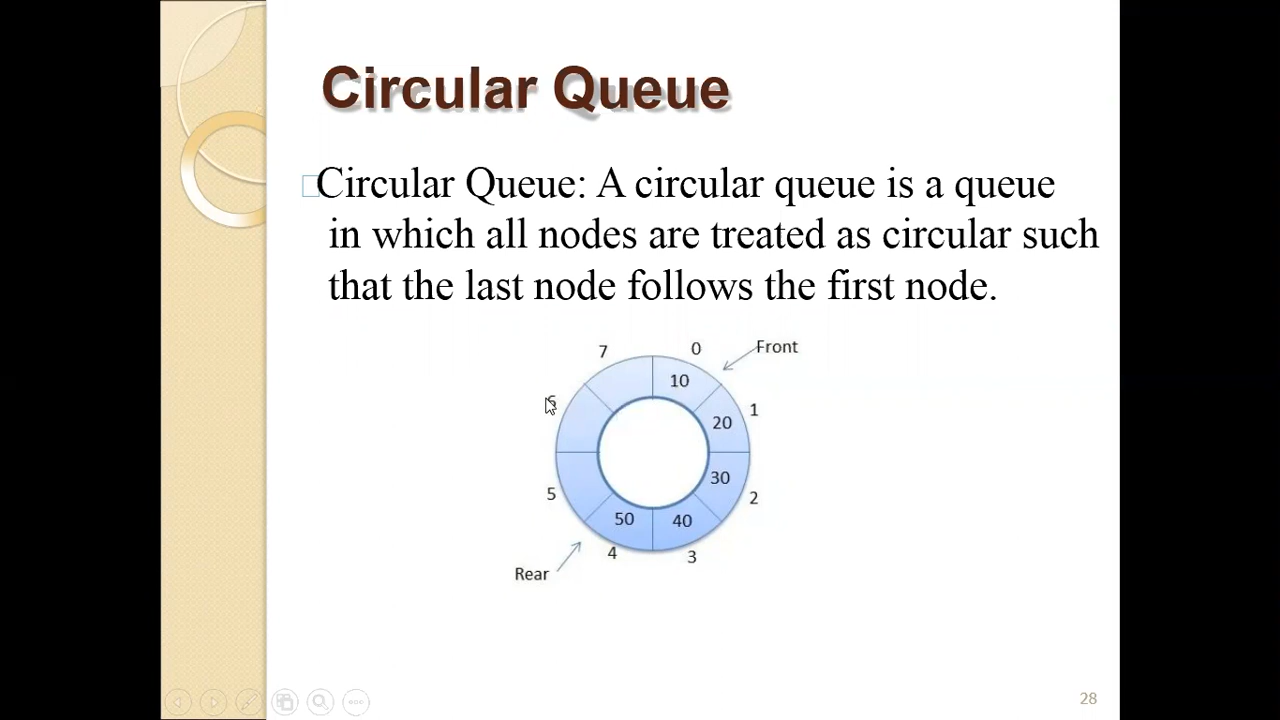 Circular Queue
Circular Queue: A circular queue is a queue
in which all nodes are treated as circular such
that the last node follows the first node.
7
0
Front
10
6
1
20
30
5
2
50
40
4
3
Rear
28